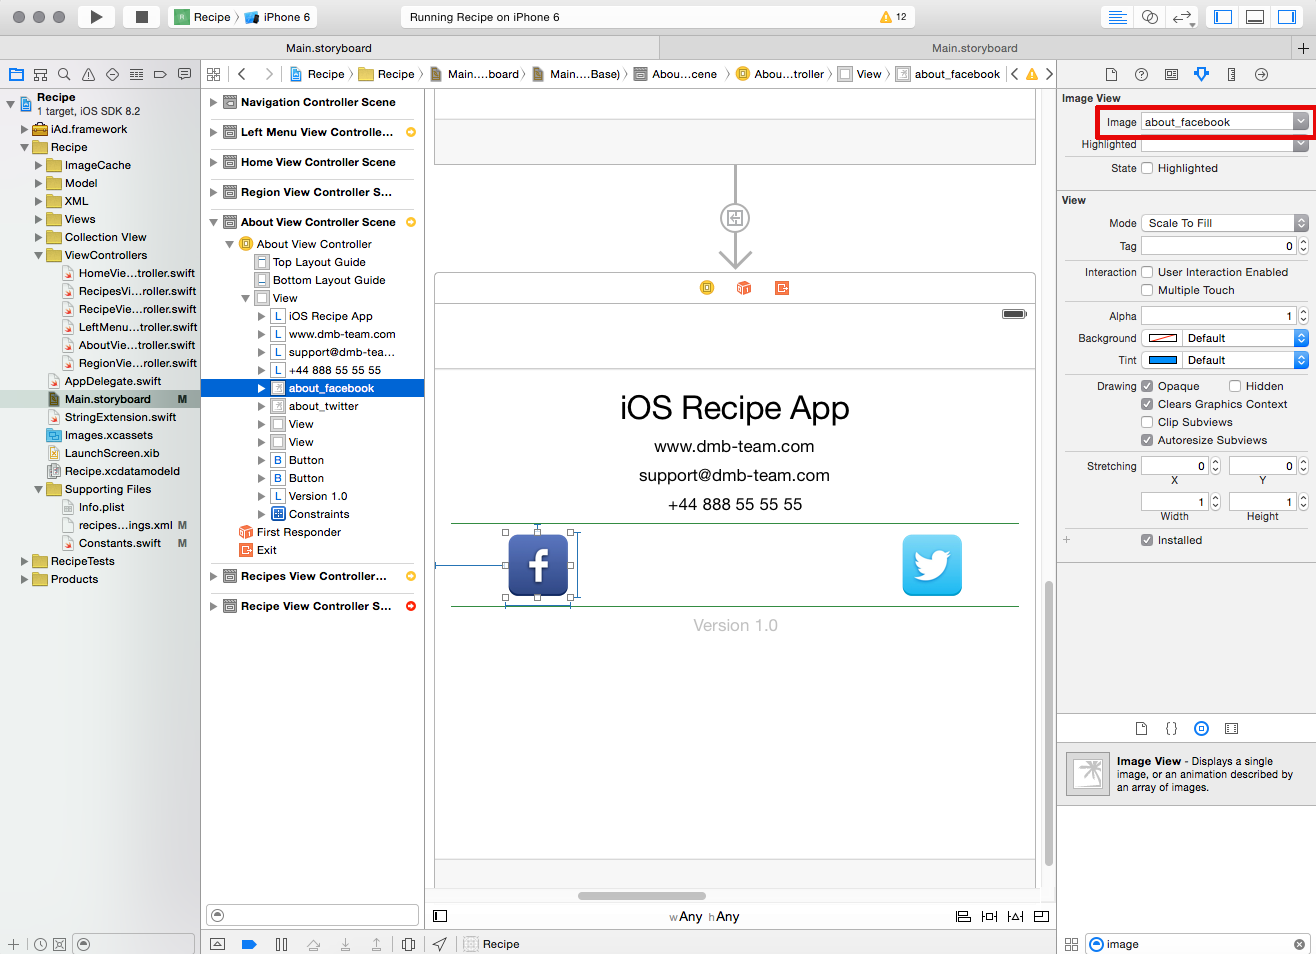 Recipe
iPhone 6
Running Recipe on iPhone 6
12
Main.storyboard
Main.storyboard
Recipe
Recipe
Main....board
Main....Base)
Abou...cene
Abou...troller
View
about_facebook
Recipe
1 target, iOS SDK 8.2
iAd.framework
Recipe
ImageCache
Model
XML
Views
Collection VIew
ViewControllers
HomeVie...troller.swift
RecipesVi...roller.swift
RecipeVie...roller.swift
LeftMenu...troller.swift
AboutVie...troller.swift
RegionVie...roller.swift
AppDelegate.swift
Main.storyboard M
StringExtension.swift
Images.xcassets
LaunchScreen.xib
Recipe.xcdatamodeld
Supporting Files
Info.plist
recipes...ings.xml M
Constants.swift M
RecipeTests
Products
Navigation Controller Scene
Left Menu View Controlle...
Home View Controller Scene
Region View Controller S...
About View Controller Scene
About View Controller
Top Layout Guide
Bottom Layout Guide
View
L iOS Recipe App
L www.dmb-team.com
L support@dmb-tea...
L +44 888 55 55 55
about_facebook
about_twitter
View
View
B Button
B Button
L Version 1.0
Constraints
First Responder
Exit
Recipes View Controller...
Recipe View Controller S...
iOS Recipe App
www.dmb-team.com
support@dmb-team.com
+44 888 55 55 55
f
Version 1.0
wAny hAny
Recipe
Image View
Image about_facebook
Highlighted
State Highlighted
View
Mode Scale To Fill
Tag 0
Interaction User Interaction Enabled
Multiple Touch
Alpha 1
Background Default
Tint Default
Drawing Opaque Hidden
Clears Graphics Context
Clip Subviews
Autoresize Subviews
Stretching 0 0
X Y
1 1
Width Height
+ Installed
{}
Image View - Displays a single
image, or an animation described by
an array of images.
image